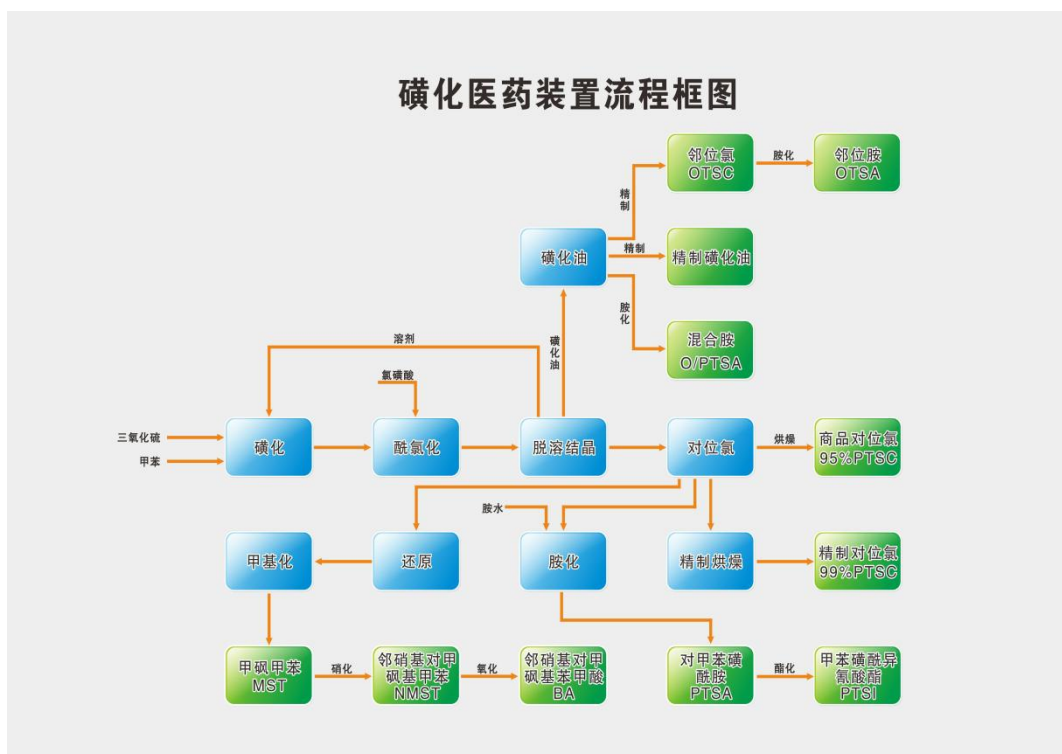 磺化医药装置流程框图
邻位氯
OTSC
胺化
邻位胺
OTSA
精制
磺化油
精制
精制磺化油
胺化
混合胺
O/PTSA
溶剂
磺化油
氯磺酸
三氧化硫
甲苯
磺化
酰氯化
脱溶结晶
对位氯
烘燥
商品对位氯
95%PTSC
胺水
甲基化
还原
胺化
精制烘燥
精制对位氯
99%PTSC
甲砜甲苯
MST
硝化
邻硝基对甲
砜基甲苯
NMST
氧化
邻硝基对甲
砜基苯甲酸
BA
对甲苯磺
酰胺
PTSA
酯化
甲苯磺酰异
氰酸酯
PTSI